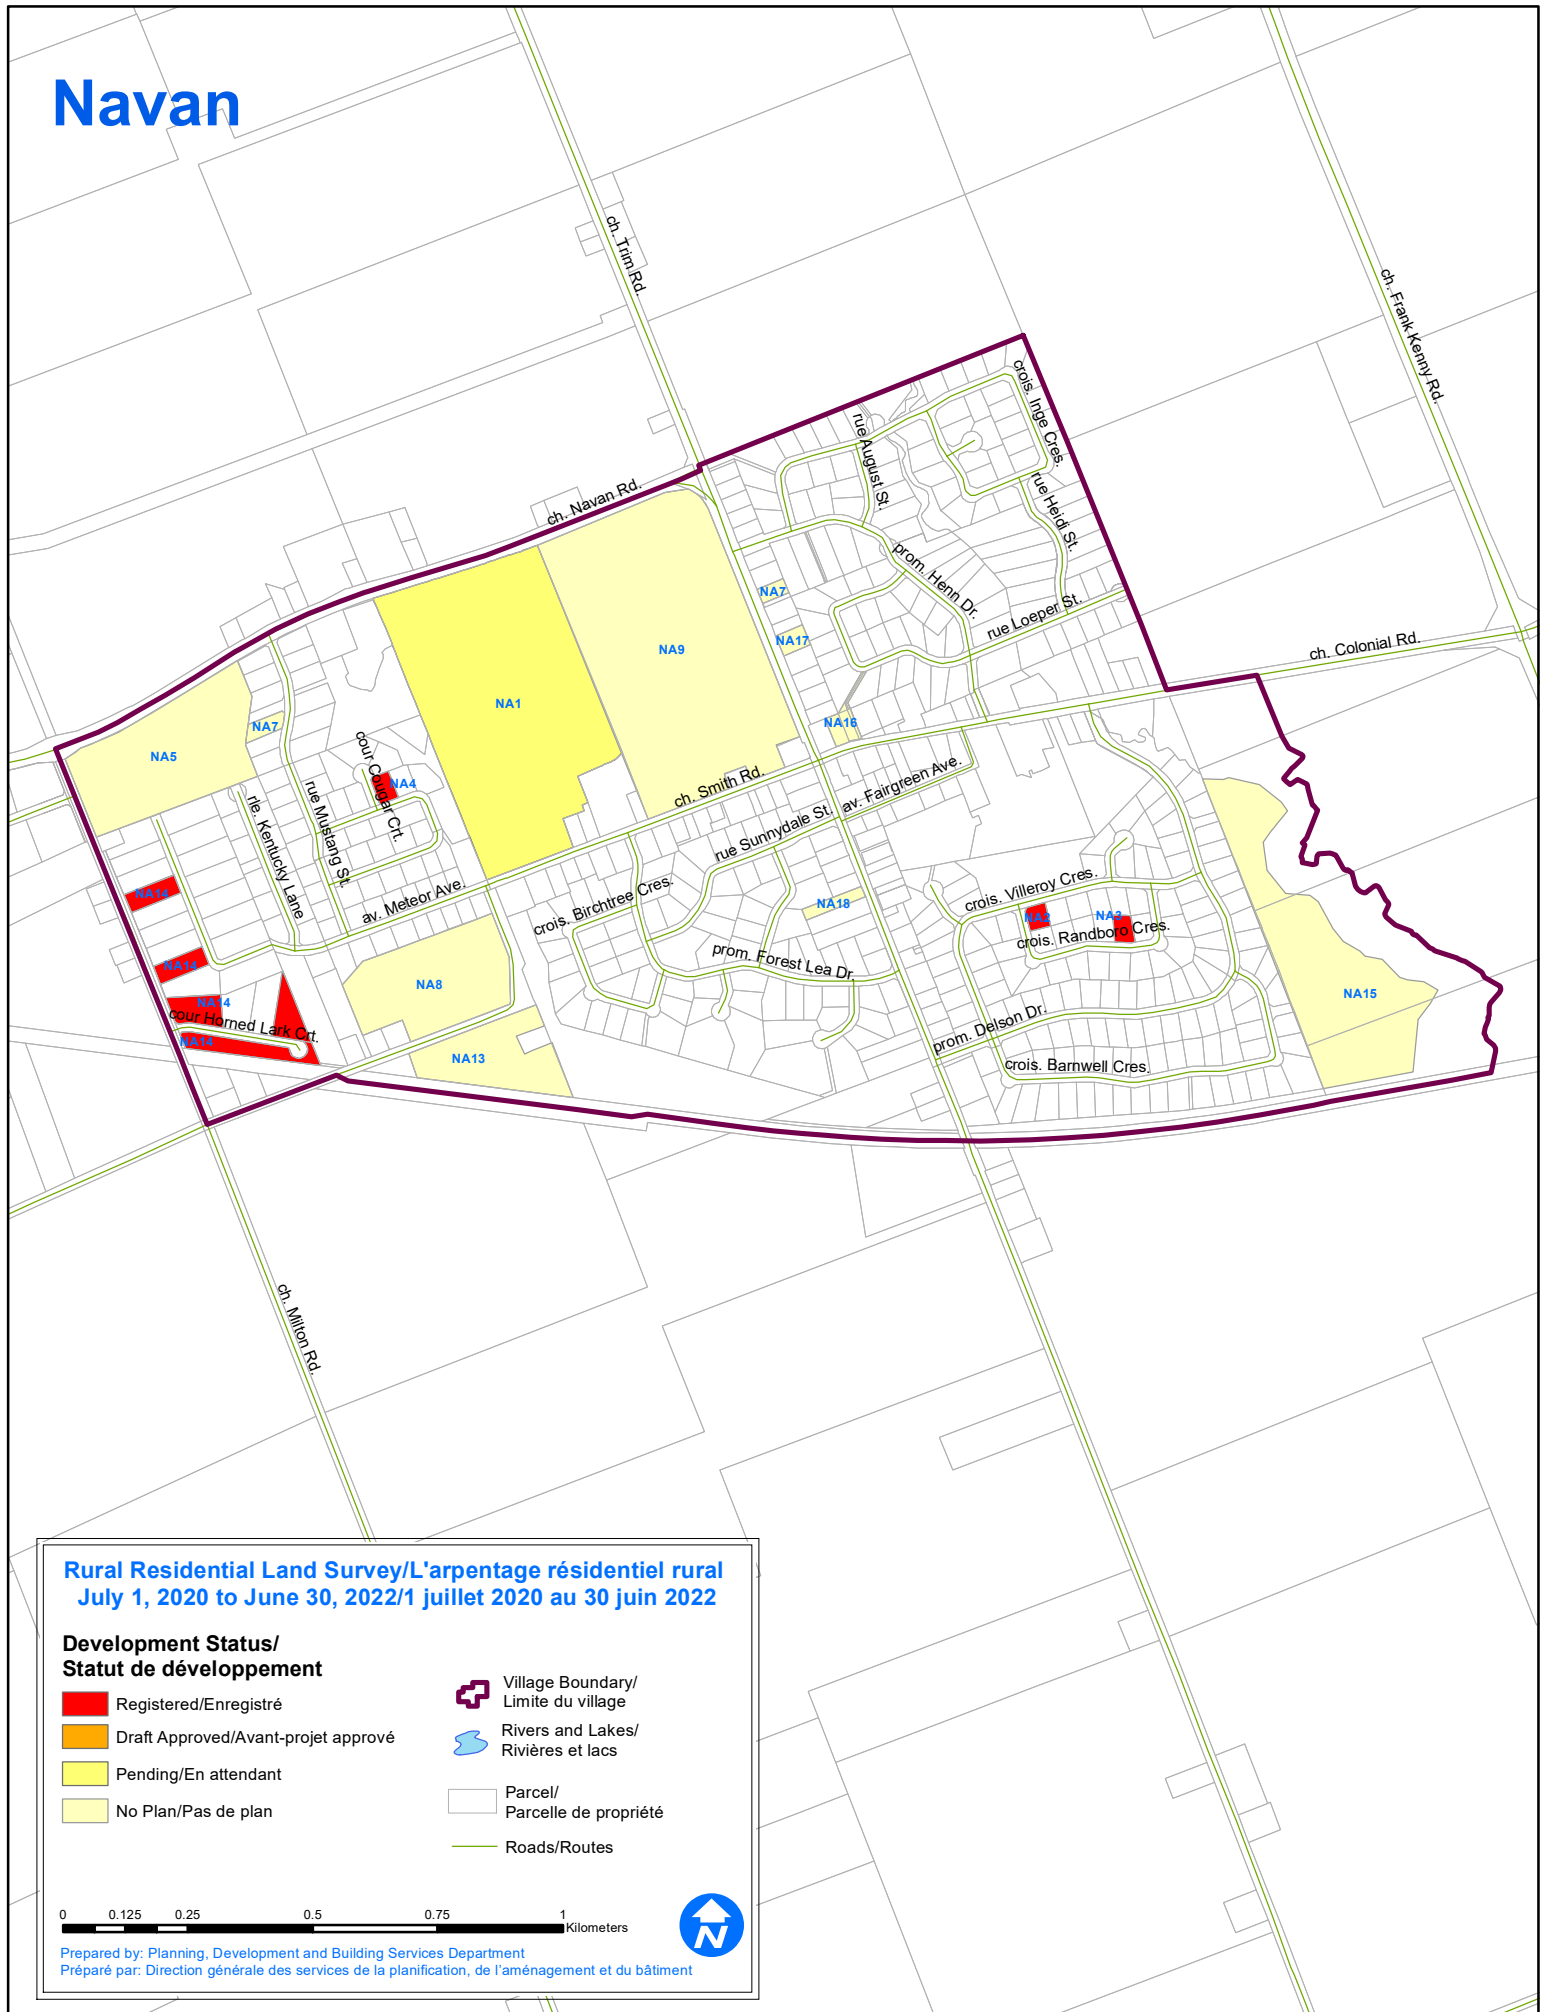 Navan
ch. Trim Rd.
ch. Frank Kenny Rd.
crois. Inge Cres.
rue August St.
rue Heidi St.
ch. Navan Rd.
prom. Henn Dr.
rue Loeper St.
ch. Colonial Rd.
NA7
NA17
NA9
NA1
NA16
NA7
NA5
cour Cougar Crt.
NA4
ch. Smith Rd.
av. Fairgreen Ave.
rue Sunnydale St.
rle. Kentucky Lane
rue Mustang St.
av. Meteor Ave.
crois. Birchtree Cres.
NA18
crois. Villeroy Cres.
NA2
NA3
crois. Randboro Cres.
NA14
NA14
NA14
cour Horned Lark Crt.
NA14
NA8
NA13
prom. Forest Lea Dr.
prom. Delson Dr.
crois. Barnwell Cres.
NA15
ch. Milton Rd.
Rural Residential Land Survey/L'arpentage résidentiel rural
July 1, 2020 to June 30, 2022/1 juillet 2020 au 30 juin 2022
Development Status/
Statut de développement
Registered/Enregistré
Draft Approved/Avant-projet apprové
Pending/En attendant
No Plan/Pas de plan
Village Boundary/
Limite du village
Rivers and Lakes/
Rivières et lacs
Parcel/
Parcelle de propriété
Roads/Routes
0 0.125 0.25 0.5 0.75 1
Kilometers
N
Prepared by: Planning, Development and Building Services Department
Préparé par: Direction générale des services de la planification, de l'aménagement et du bâtiment